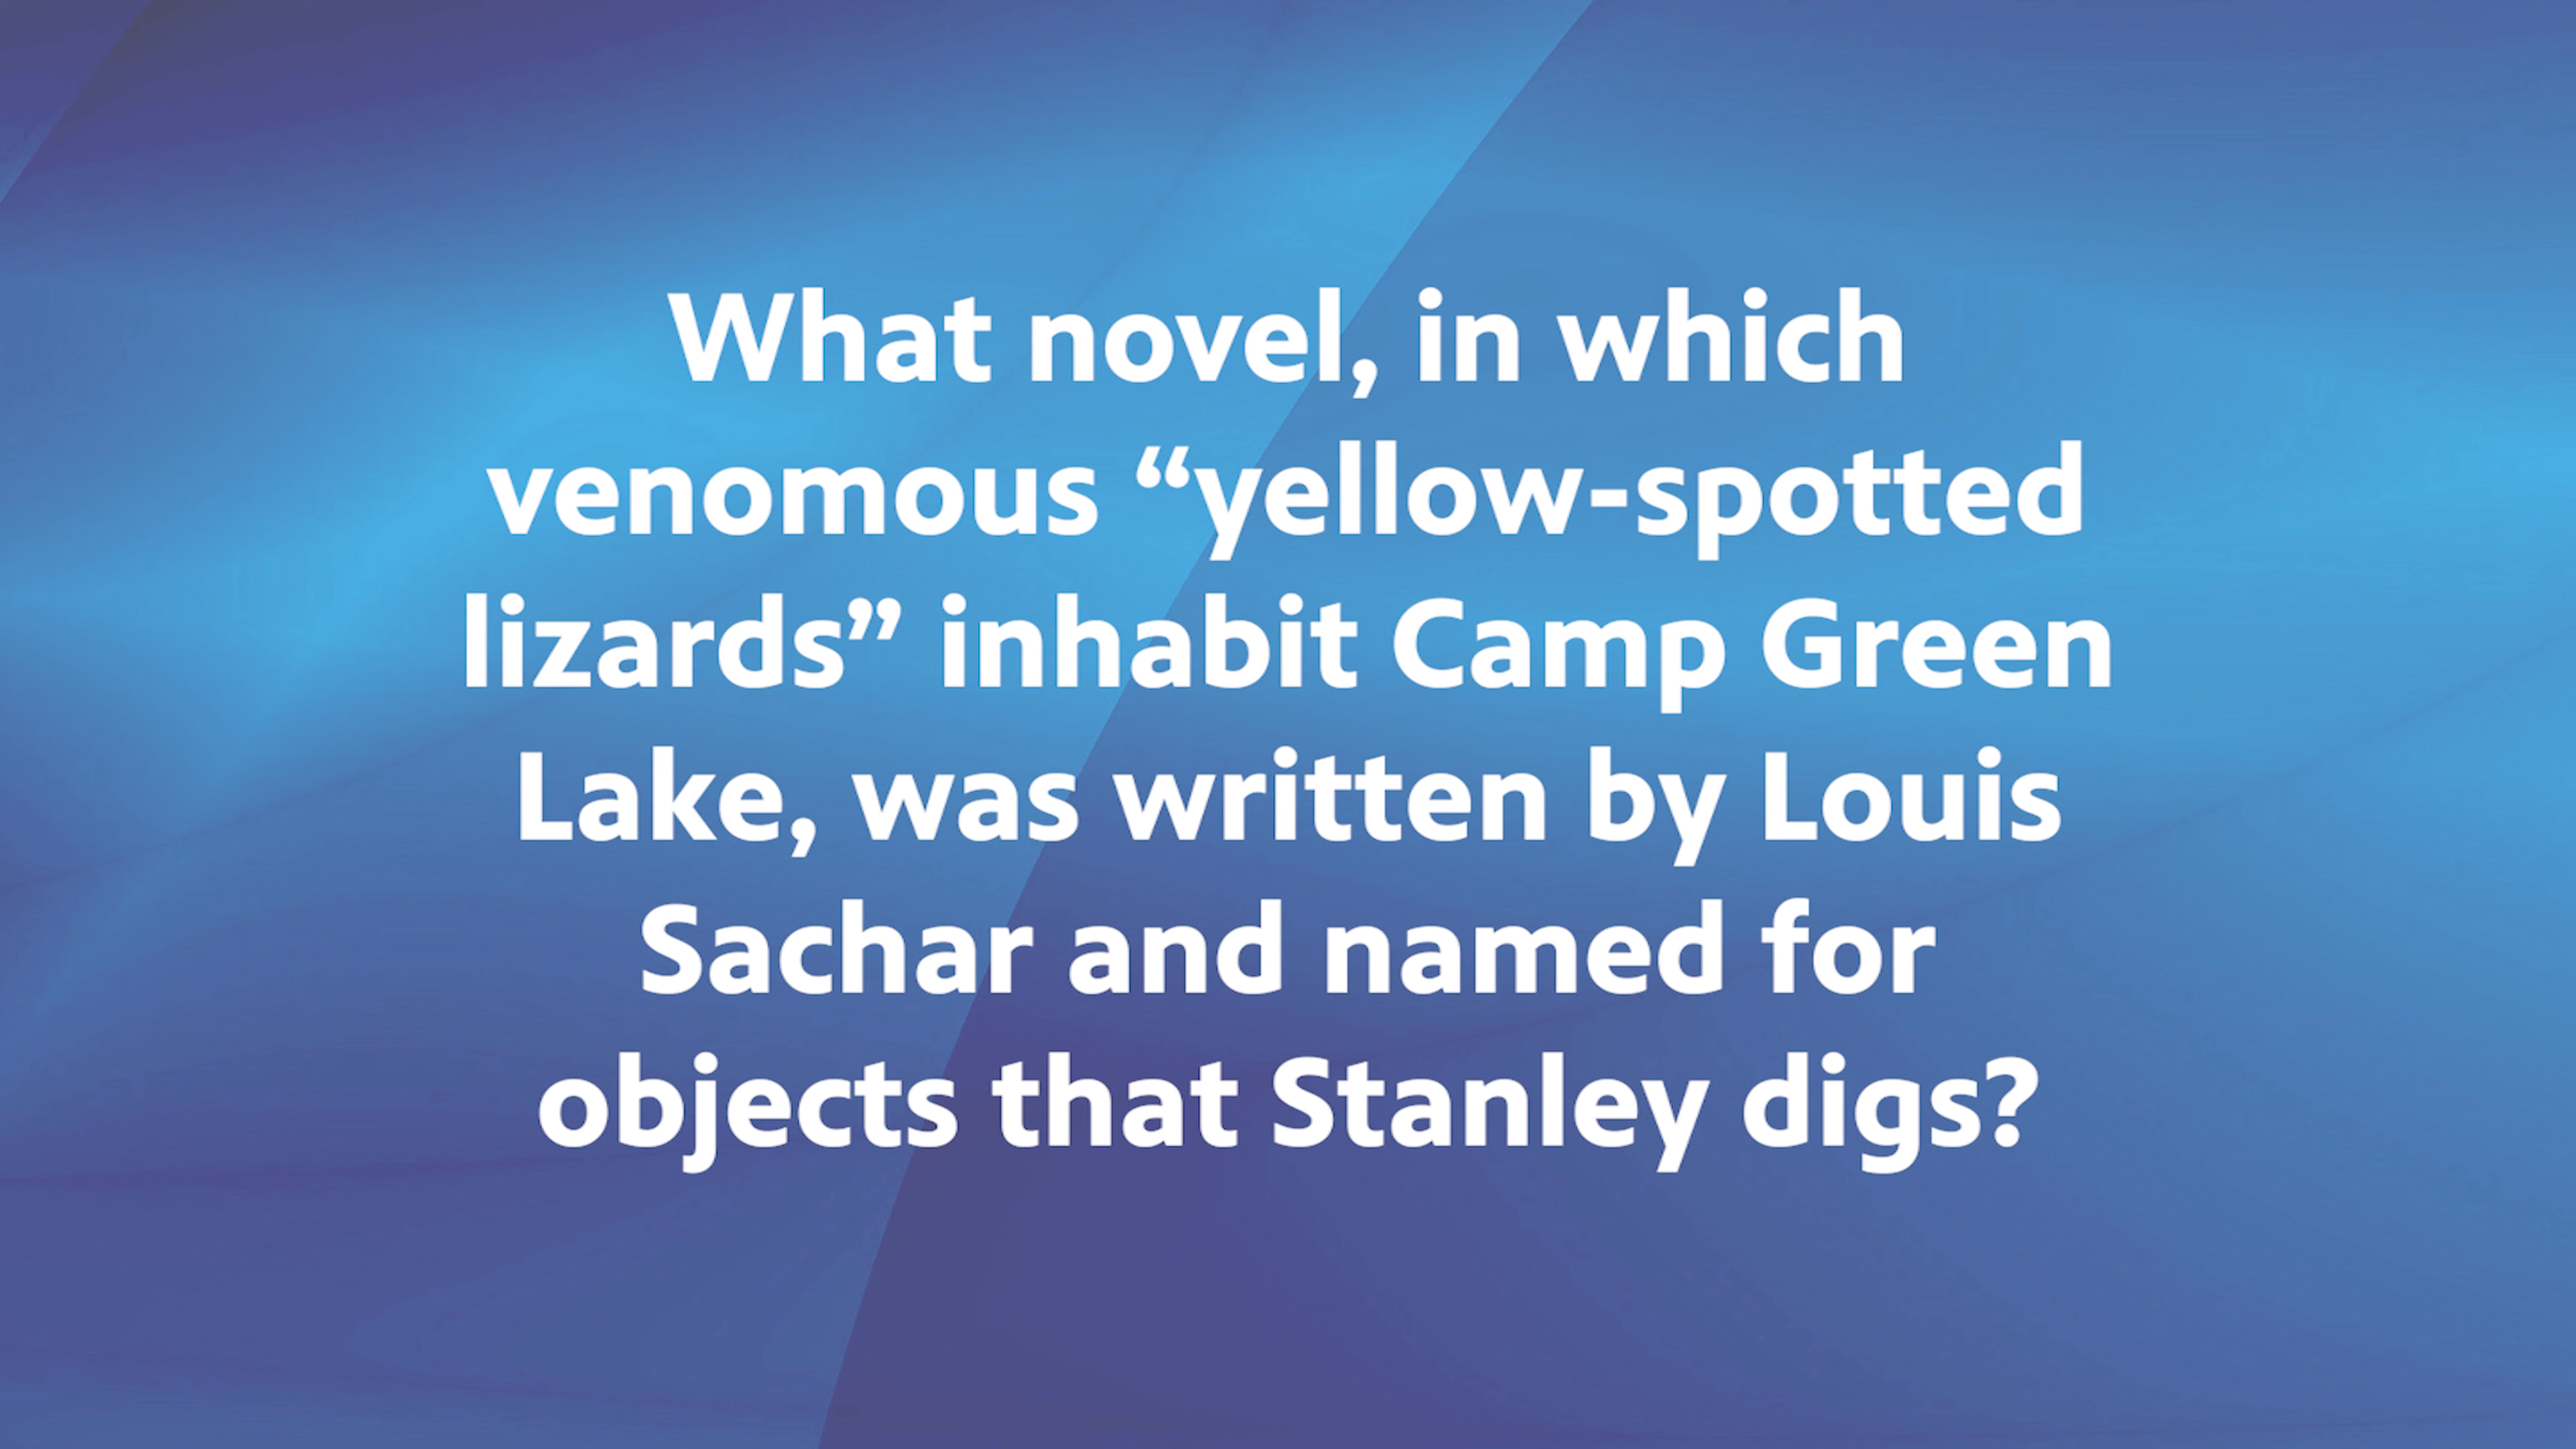 What novel, in which
venomous “yellow-spotted
lizards” inhabit Camp Green
Lake, was written by Louis
Sachar and named for
objects that Stanley digs?